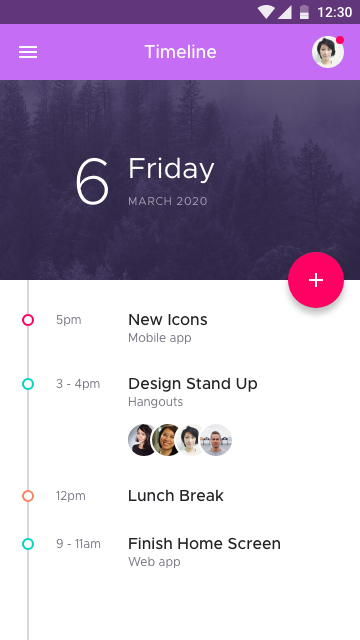 12:30
Timeline
6
Friday
MARCH 2020
5pm
New Icons
Mobile app
3 - 4pm
Design Stand Up
Hangouts
12pm
Lunch Break
9 - 11am
Finish Home Screen
Web app